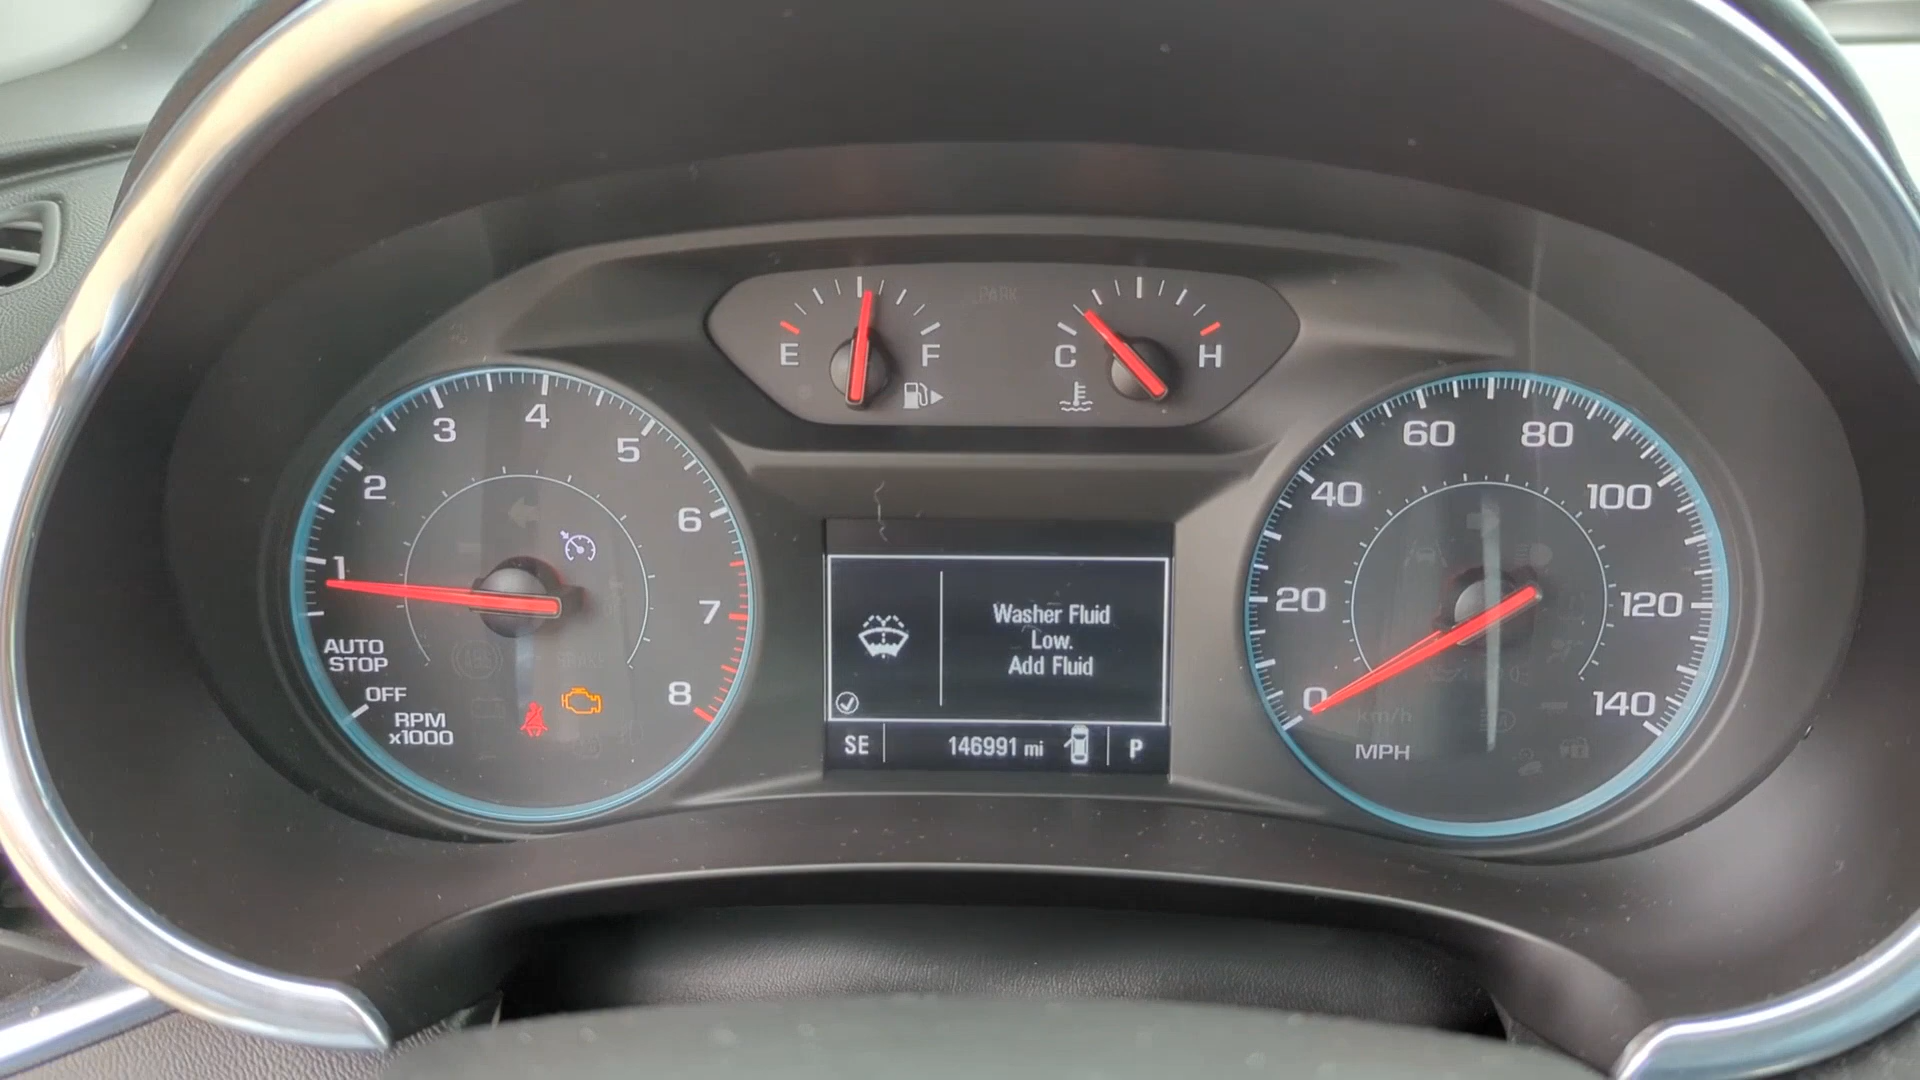 E
F
C
H
1
2
3
4
5
6
7
8
AUTO
STOP
OFF
RPM
x1000
Washer Fluid
Low.
Add Fluid
SE
146991 mi
P
0
20
40
60
80
100
120
140
km/h
MPH